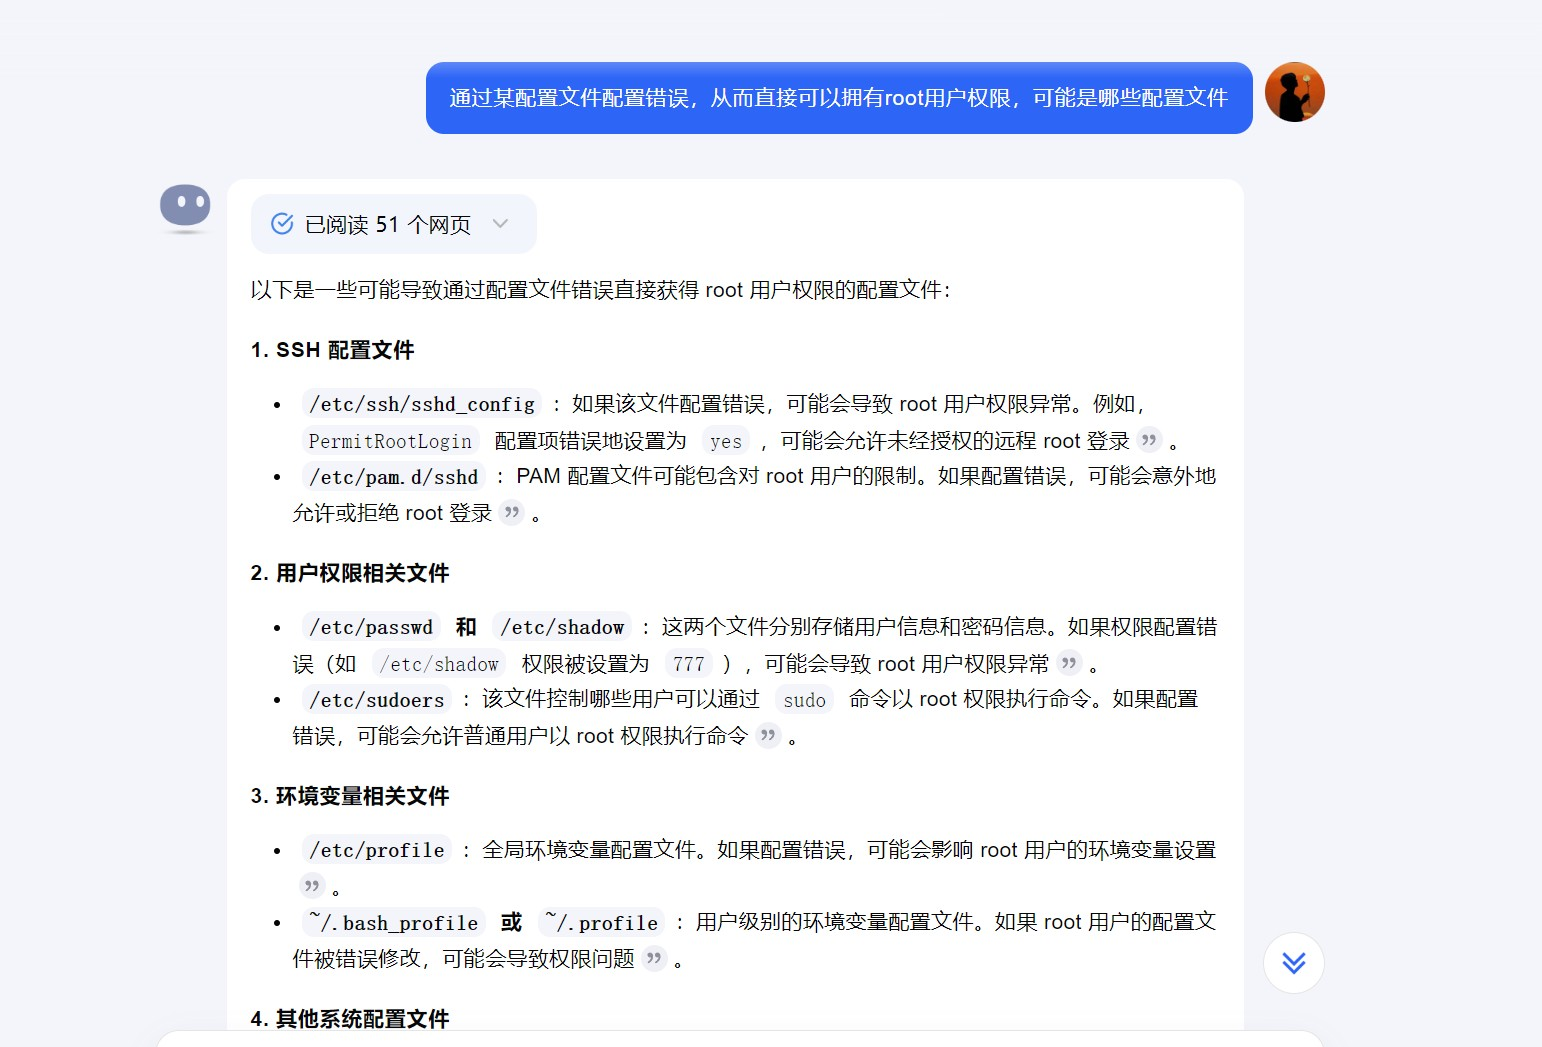 通过某配置文件配置错误，从而直接可以拥有root用户权限，可能是哪些配置文件
已阅读 51 个网页
以下是一些可能导致通过配置文件错误直接获得 root 用户权限的配置文件：
1. SSH 配置文件
• /etc/ssh/sshd_config ：如果该文件配置错误，可能会导致 root 用户权限异常。例如，
PermitRootLogin 配置项错误地设置为 yes ，可能会允许未经授权的远程 root 登录 ” 。
• /etc/pam.d/sshd ：PAM 配置文件可能包含对 root 用户的限制。如果配置错误，可能会意外地
允许或拒绝 root 登录 ” 。
2. 用户权限相关文件
• /etc/passwd 和 /etc/shadow ：这两个文件分别存储用户信息和密码信息。如果权限配置错
误（如 /etc/shadow 权限被设置为 777 ），可能会导致 root 用户权限异常 ” 。
• /etc/sudoers ：该文件控制哪些用户可以通过 sudo 命令以 root 权限执行命令。如果配置
错误，可能会允许普通用户以 root 权限执行命令 ” 。
3. 环境变量相关文件
• /etc/profile ：全局环境变量配置文件。如果配置错误，可能会影响 root 用户的环境变量设置
” 。
• ~/.bash_profile 或 ~/.profile ：用户级别的环境变量配置文件。如果 root 用户的配置文
件被错误修改，可能会导致权限问题 ” 。
4. 其他系统配置文件